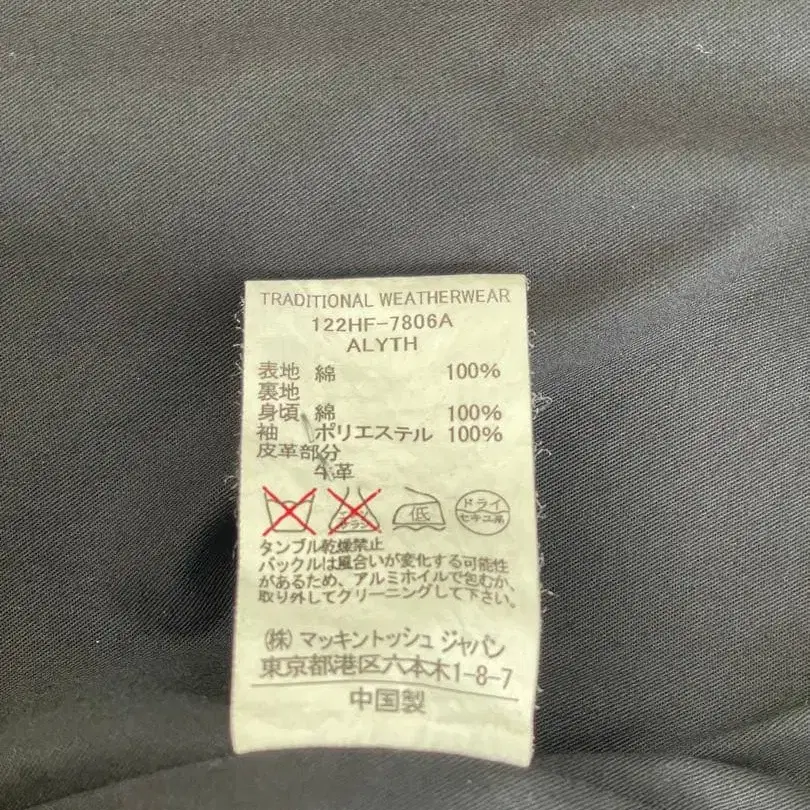 TRADITIONAL WEATHERWEAR
122HF-7806A
ALYTH
表地 綿 100%
裏地
身頃 綿 100%
袖 ポリエステル 100%
皮革部分
牛革
エンソ サラシ 低 ドライ セキユ系
タンブル乾燥禁止
バックルは風合いが変化する可能性
があるため、アルミホイルで包むか、
取り外してクリーニングして下さい。
(株) マッキントッシュ ジャパン
東京都港区六本木1-8-7
中国製